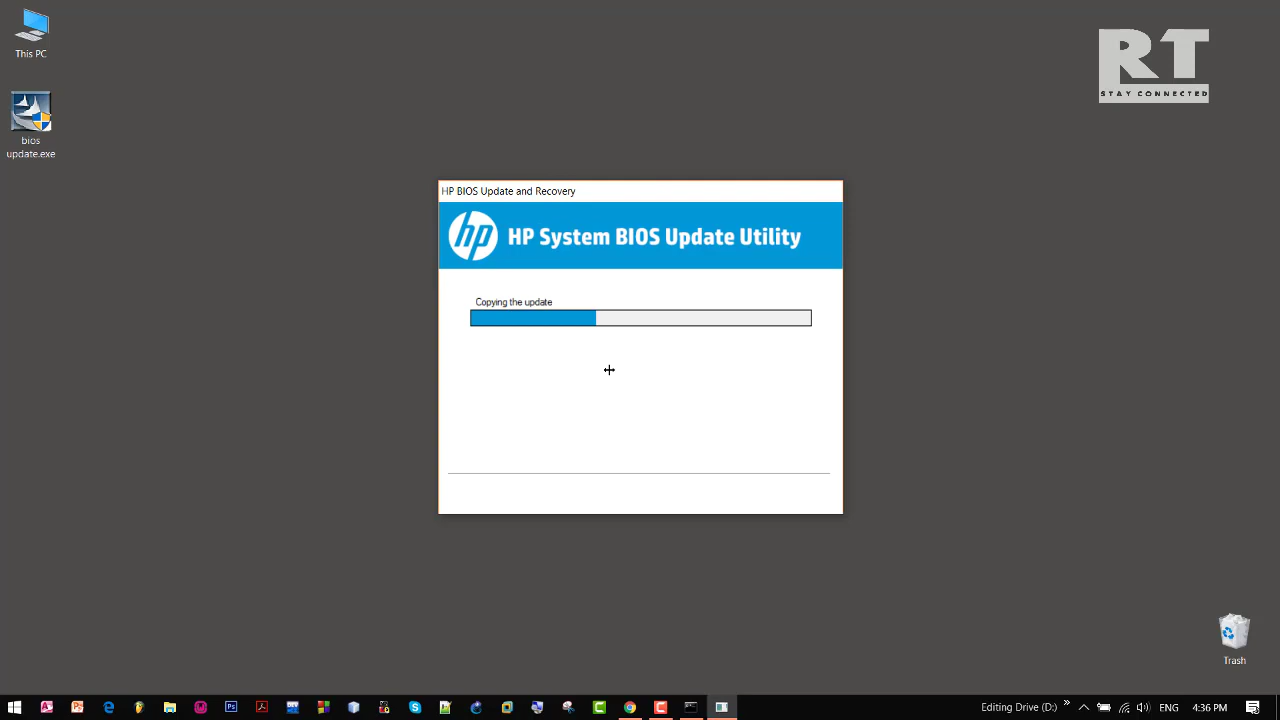 This PC
RT
STAY CONNECTED
bios
update.exe
HP BIOS Update and Recovery
hp
HP System BIOS Update Utility
Copying the update
Trash
Editing Drive (D:)
ENG
4:36 PM